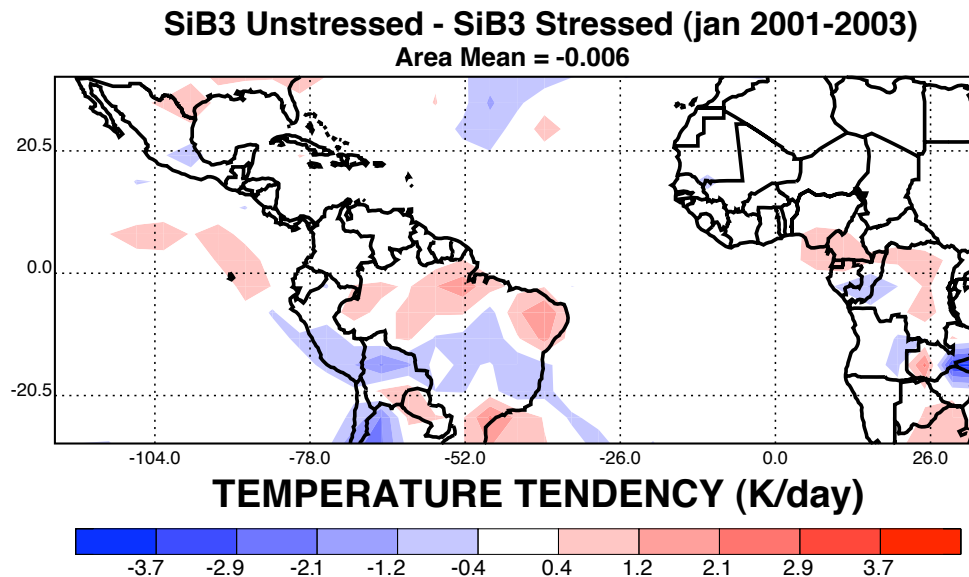 SiB3 Unstressed - SiB3 Stressed (jan 2001-2003)
Area Mean = -0.006
20.5
0.0
-20.5
-104.0 -78.0 -52.0 -26.0 0.0 26.0
TEMPERATURE TENDENCY (K/day)
-3.7 -2.9 -2.1 -1.2 -0.4 0.4 1.2 2.1 2.9 3.7